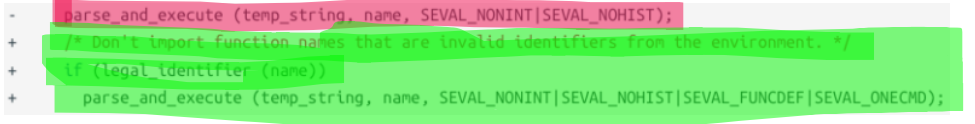 -    parse_and_execute (temp_string, name, SEVAL_NONINT|SEVAL_NOHIST);
+    /* Don't import function names that are invalid identifiers from the environment. */
+    if (legal_identifier (name))
+      parse_and_execute (temp_string, name, SEVAL_NONINT|SEVAL_NOHIST|SEVAL_FUNCDEF|SEVAL_ONECMD);